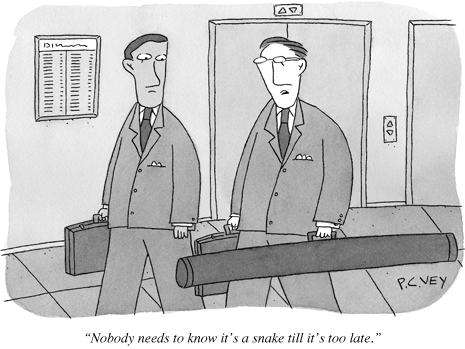 P.C. VEY
"Nobody needs to know it's a snake till it's too late."